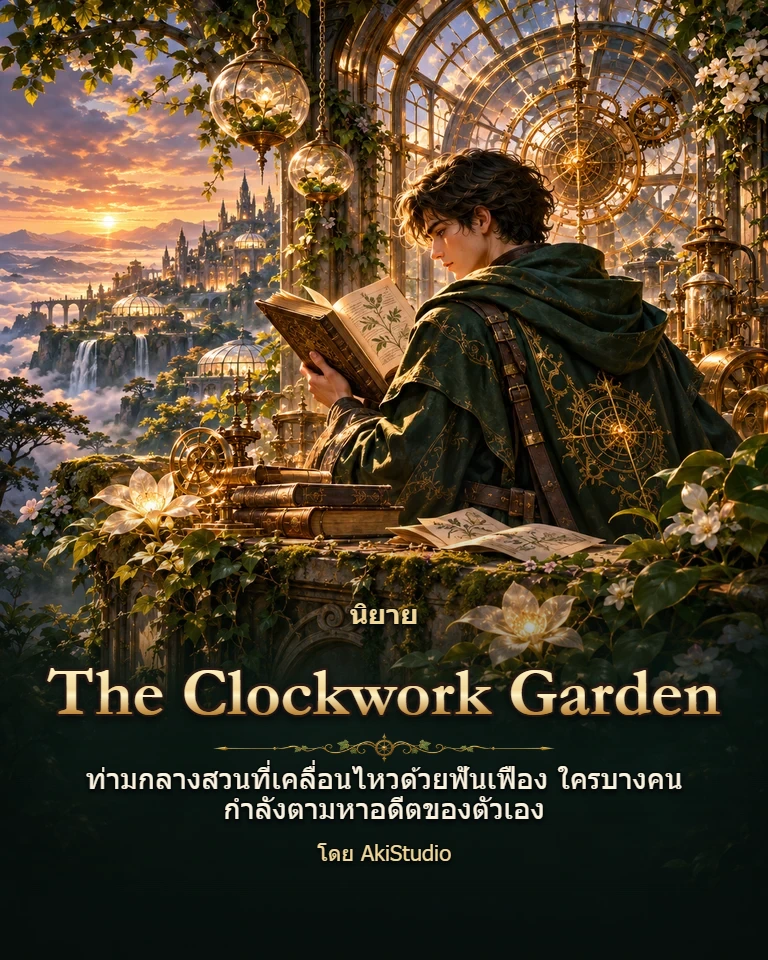 นิยาย
The Clockwork Garden
ท่ามกลางสวนที่เคลื่อนไหวด้วยฟันเฟือง ใครบางคน
กำลังตามหาอดีตของตัวเอง
โดย AkiStudio